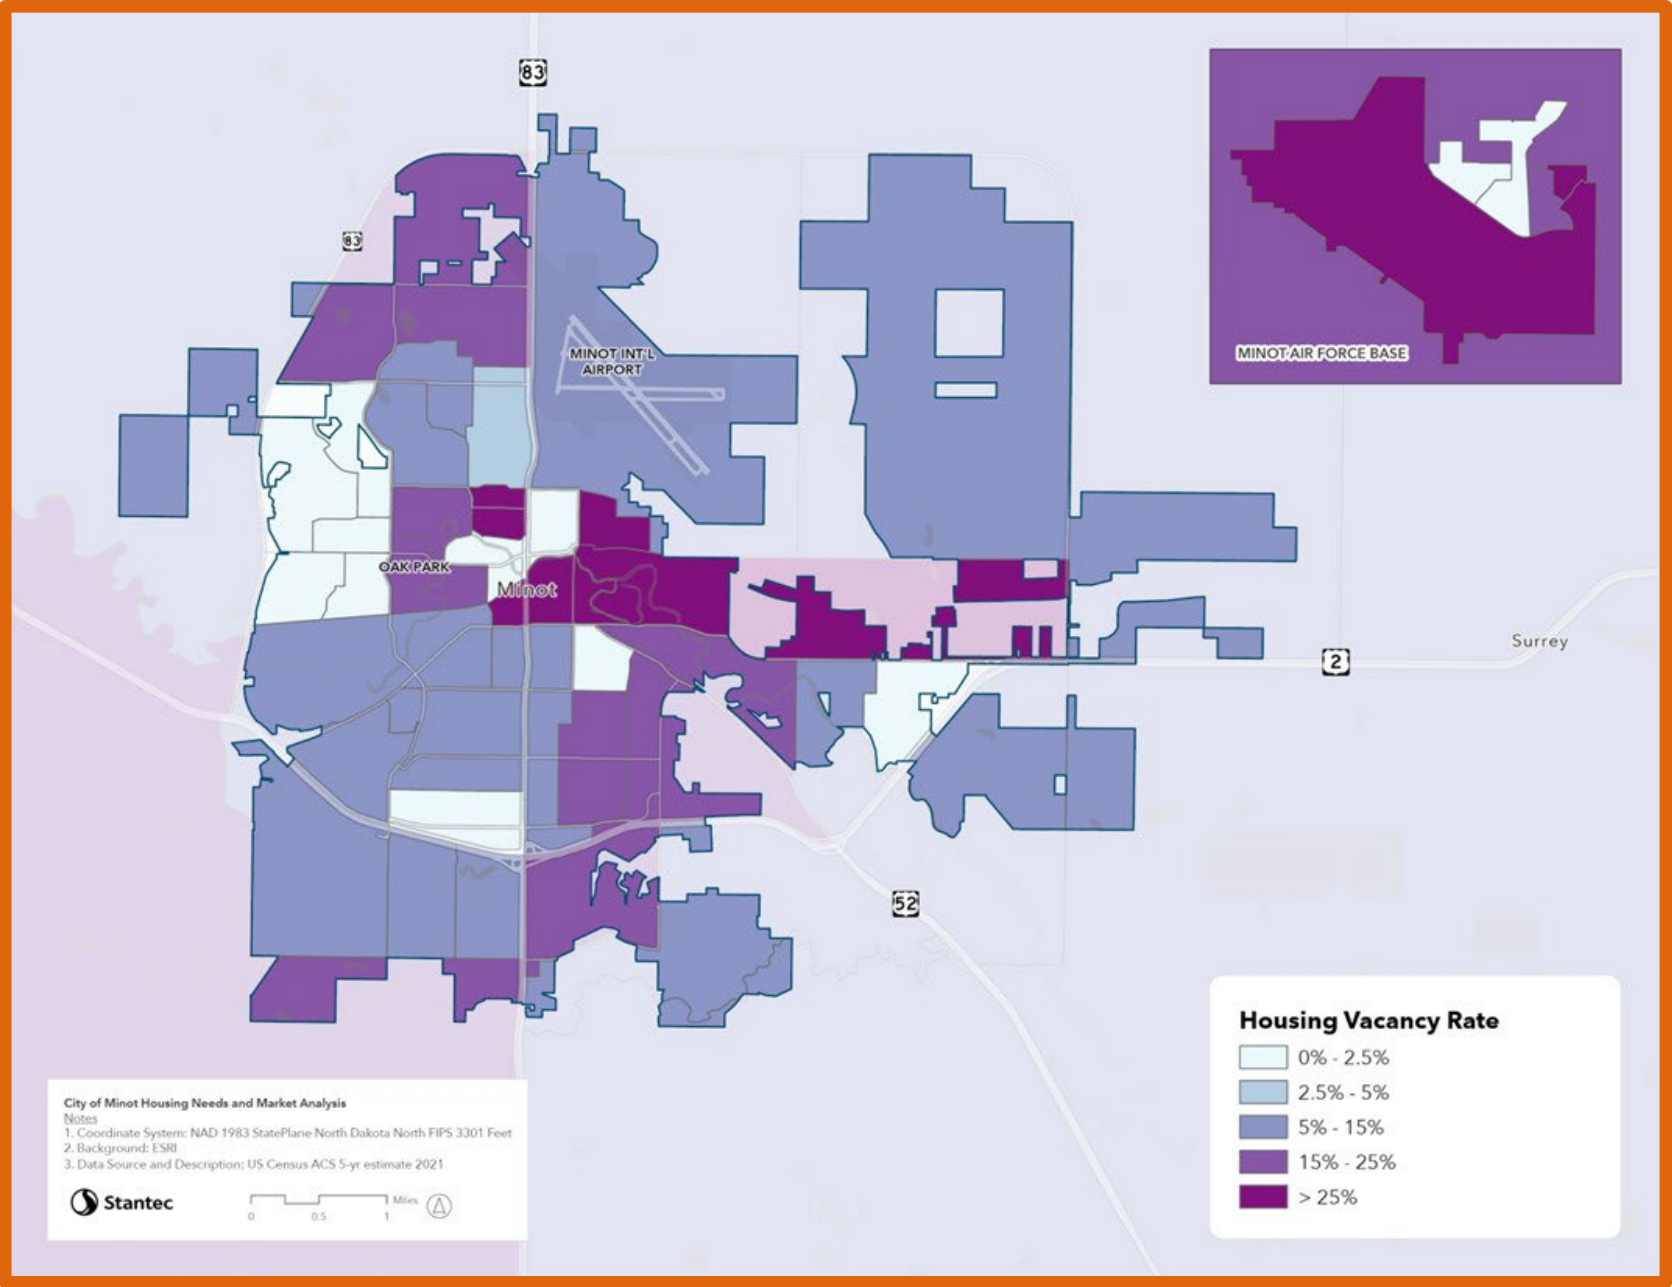 83
83
MINOT INT'L
AIRPORT
MINOT AIR FORCE BASE
OAK PARK
Minot
Surrey
2
52
Housing Vacancy Rate
0% - 2.5%
2.5% - 5%
5% - 15%
15% - 25%
> 25%
City of Minot Housing Needs and Market Analysis
Notes
1. Coordinate System: NAD 1983 StatePlane North Dakota North FIPS 3301 Feet
2. Background: ESRI
3. Data Source and Description: US Census ACS 5-yr estimate 2021
Stantec
Miles
0 0.5 1